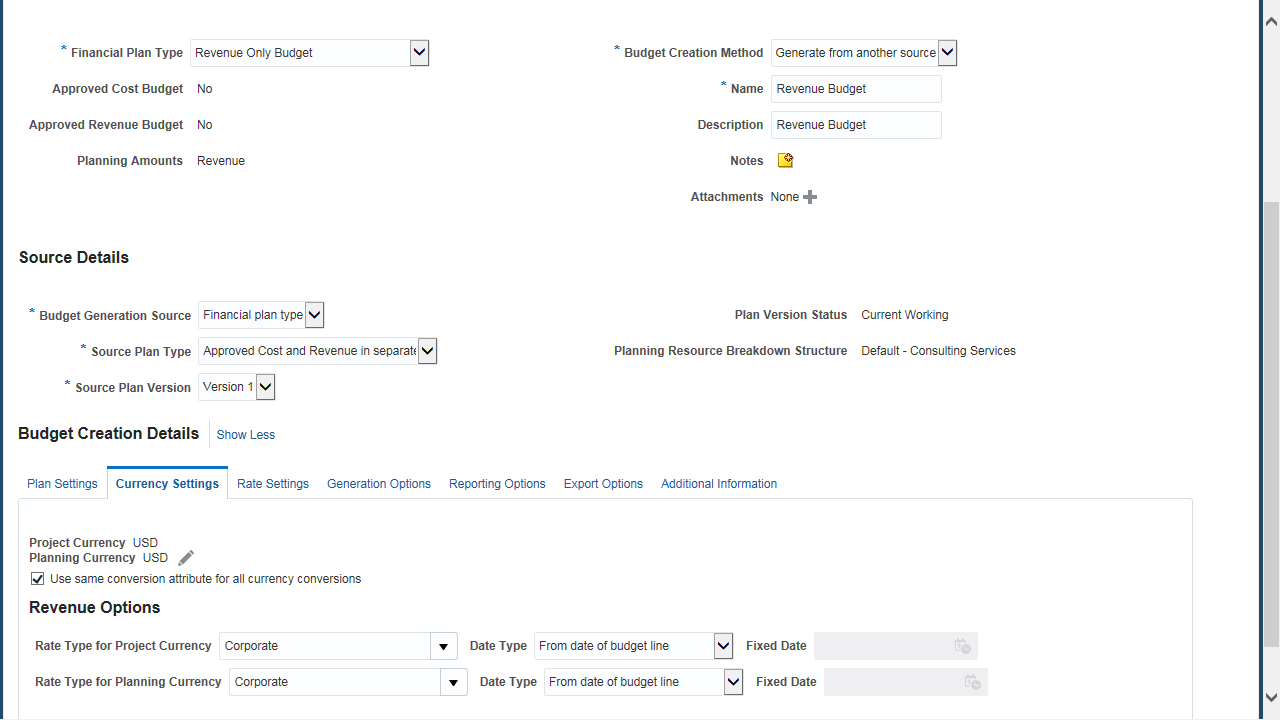 * Financial Plan Type Revenue Only Budget
* Budget Creation Method Generate from another source
Approved Cost Budget No
* Name Revenue Budget
Approved Revenue Budget No
Description Revenue Budget
Planning Amounts Revenue
Notes
Attachments None
Source Details
* Budget Generation Source Financial plan type
Plan Version Status Current Working
* Source Plan Type Approved Cost and Revenue in separate
Planning Resource Breakdown Structure Default - Consulting Services
* Source Plan Version Version 1
Budget Creation Details Show Less
Plan Settings Currency Settings Rate Settings Generation Options Reporting Options Export Options Additional Information
Project Currency USD
Planning Currency USD
Use same conversion attribute for all currency conversions
Revenue Options
Rate Type for Project Currency Corporate Date Type From date of budget line Fixed Date
Rate Type for Planning Currency Corporate Date Type From date of budget line Fixed Date